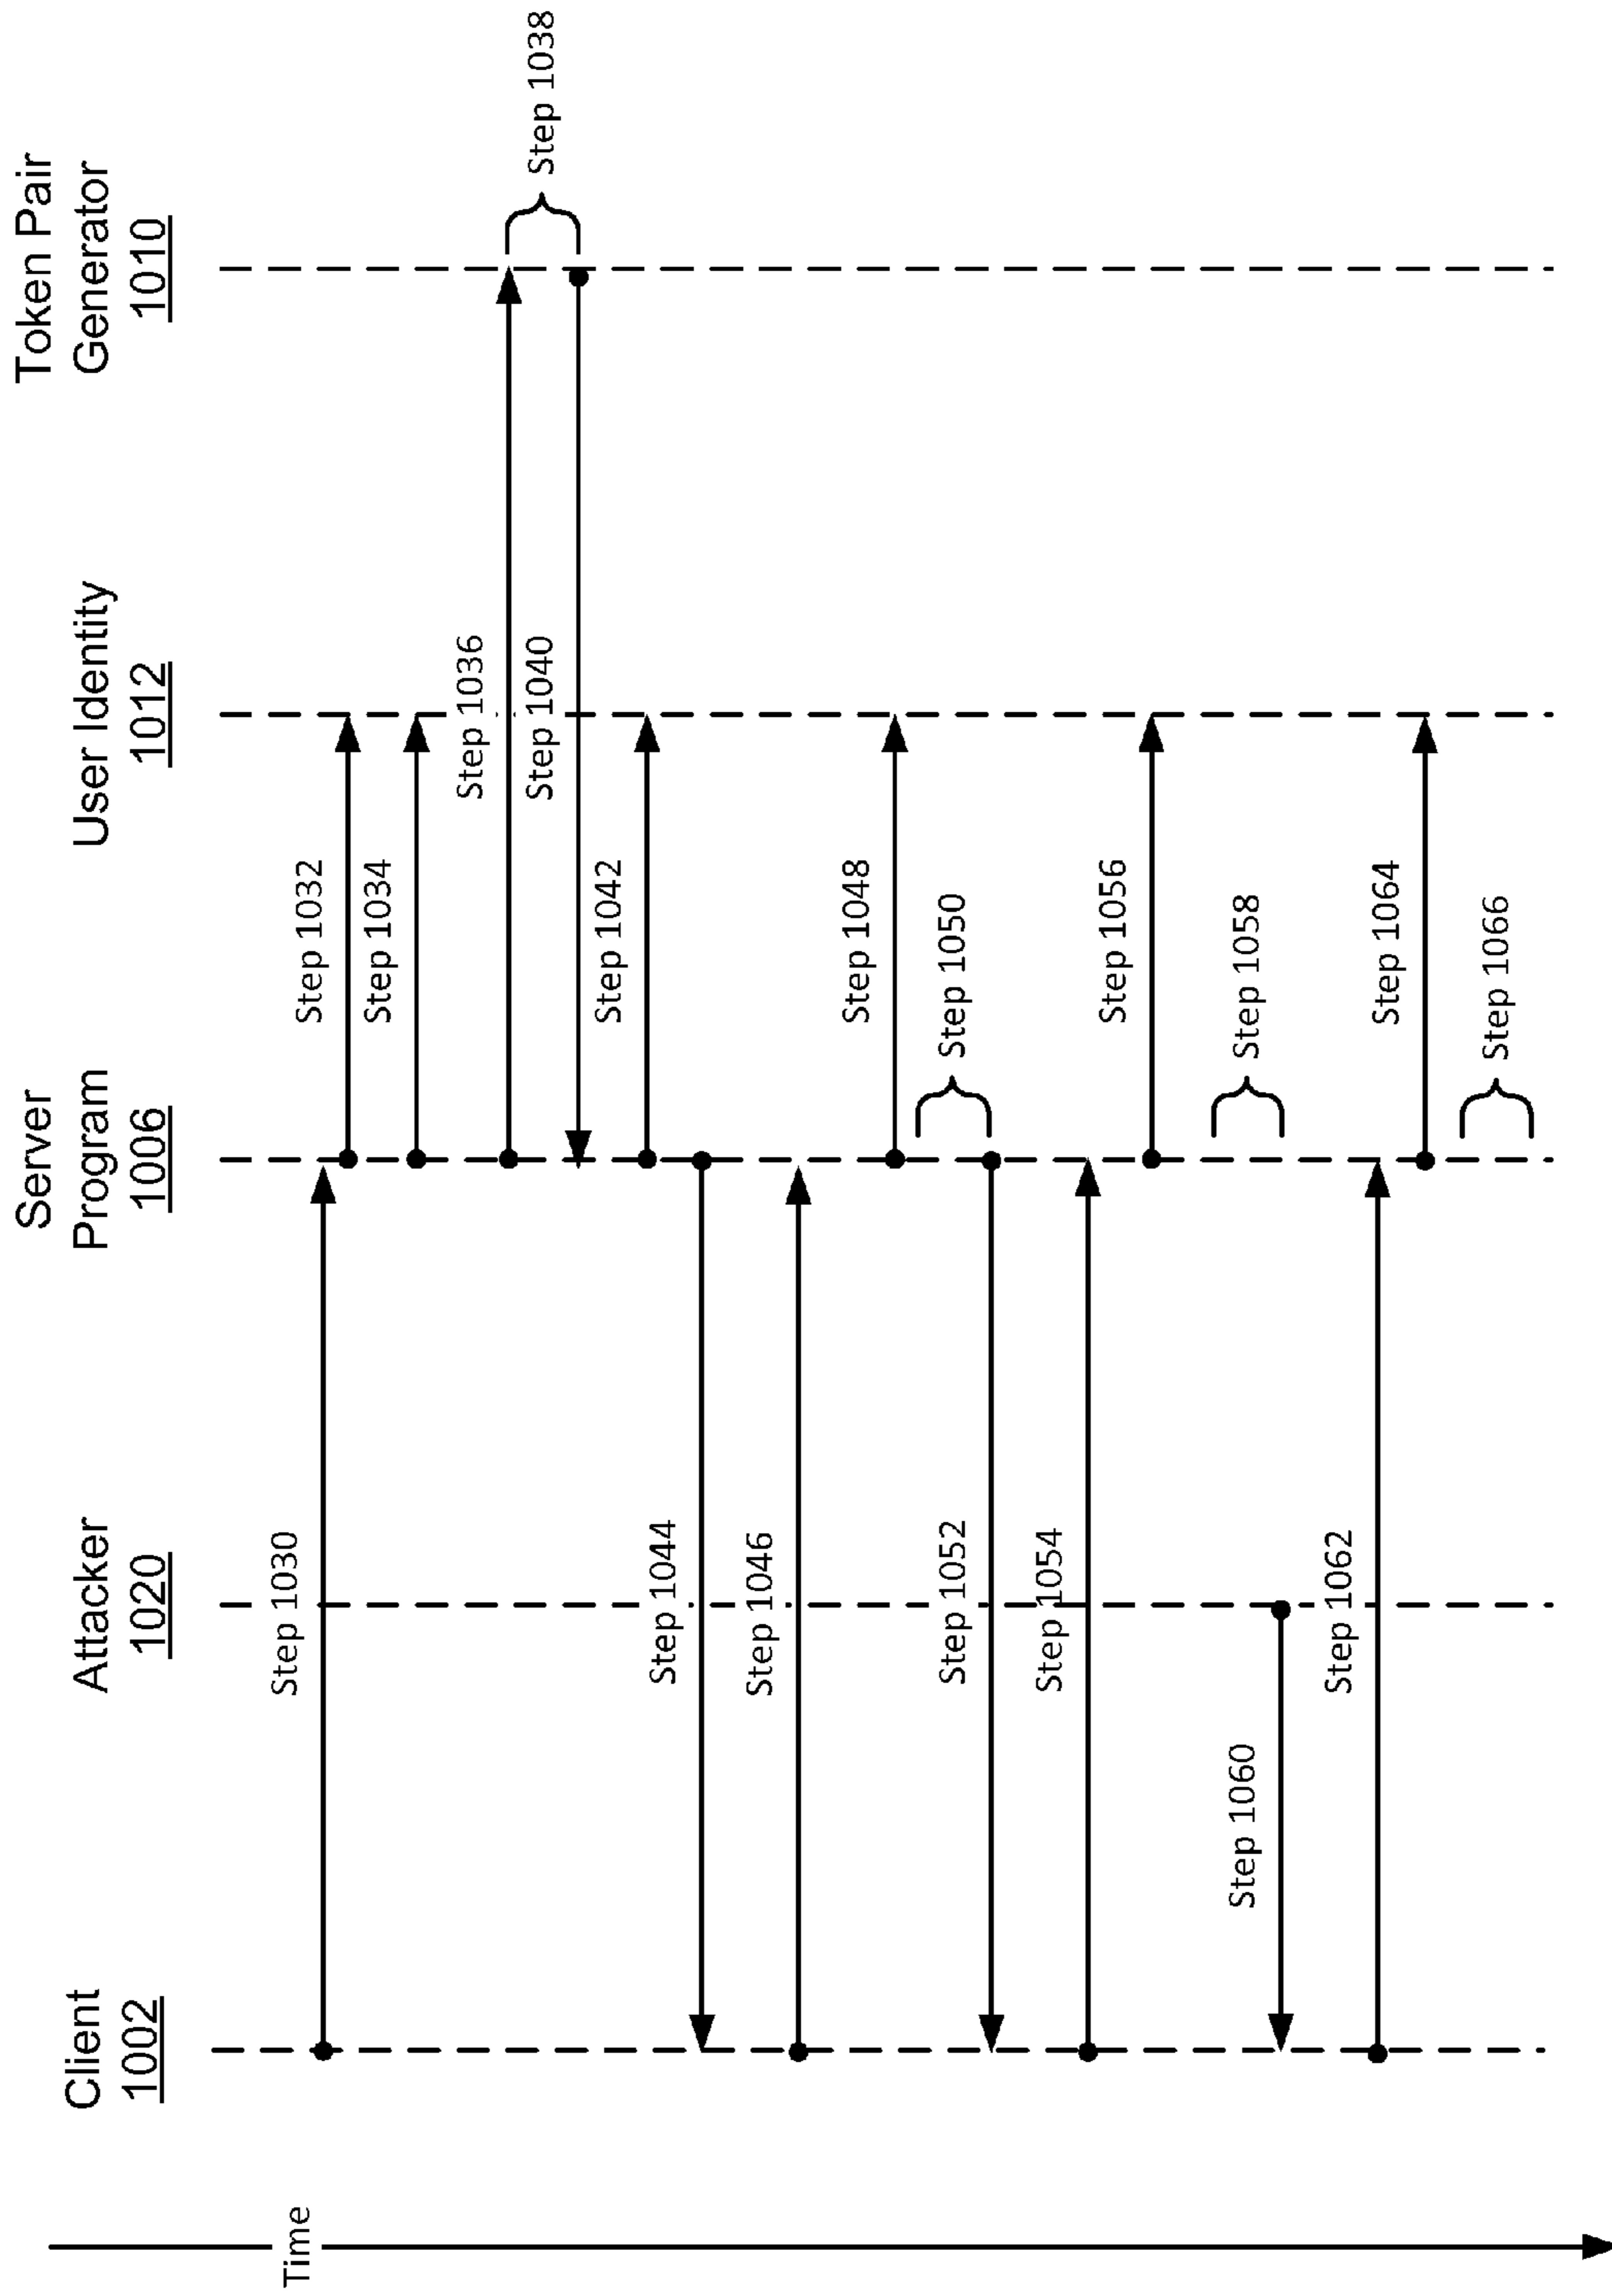 Time
Client
1002
Attacker
1020
Server
Program
1006
User Identity
1012
Token Pair
Generator
1010
Step 1030
Step 1032
Step 1034
Step 1036
Step 1038
Step 1040
Step 1042
Step 1044
Step 1046
Step 1048
Step 1050
Step 1052
Step 1054
Step 1056
Step 1058
Step 1060
Step 1062
Step 1064
Step 1066